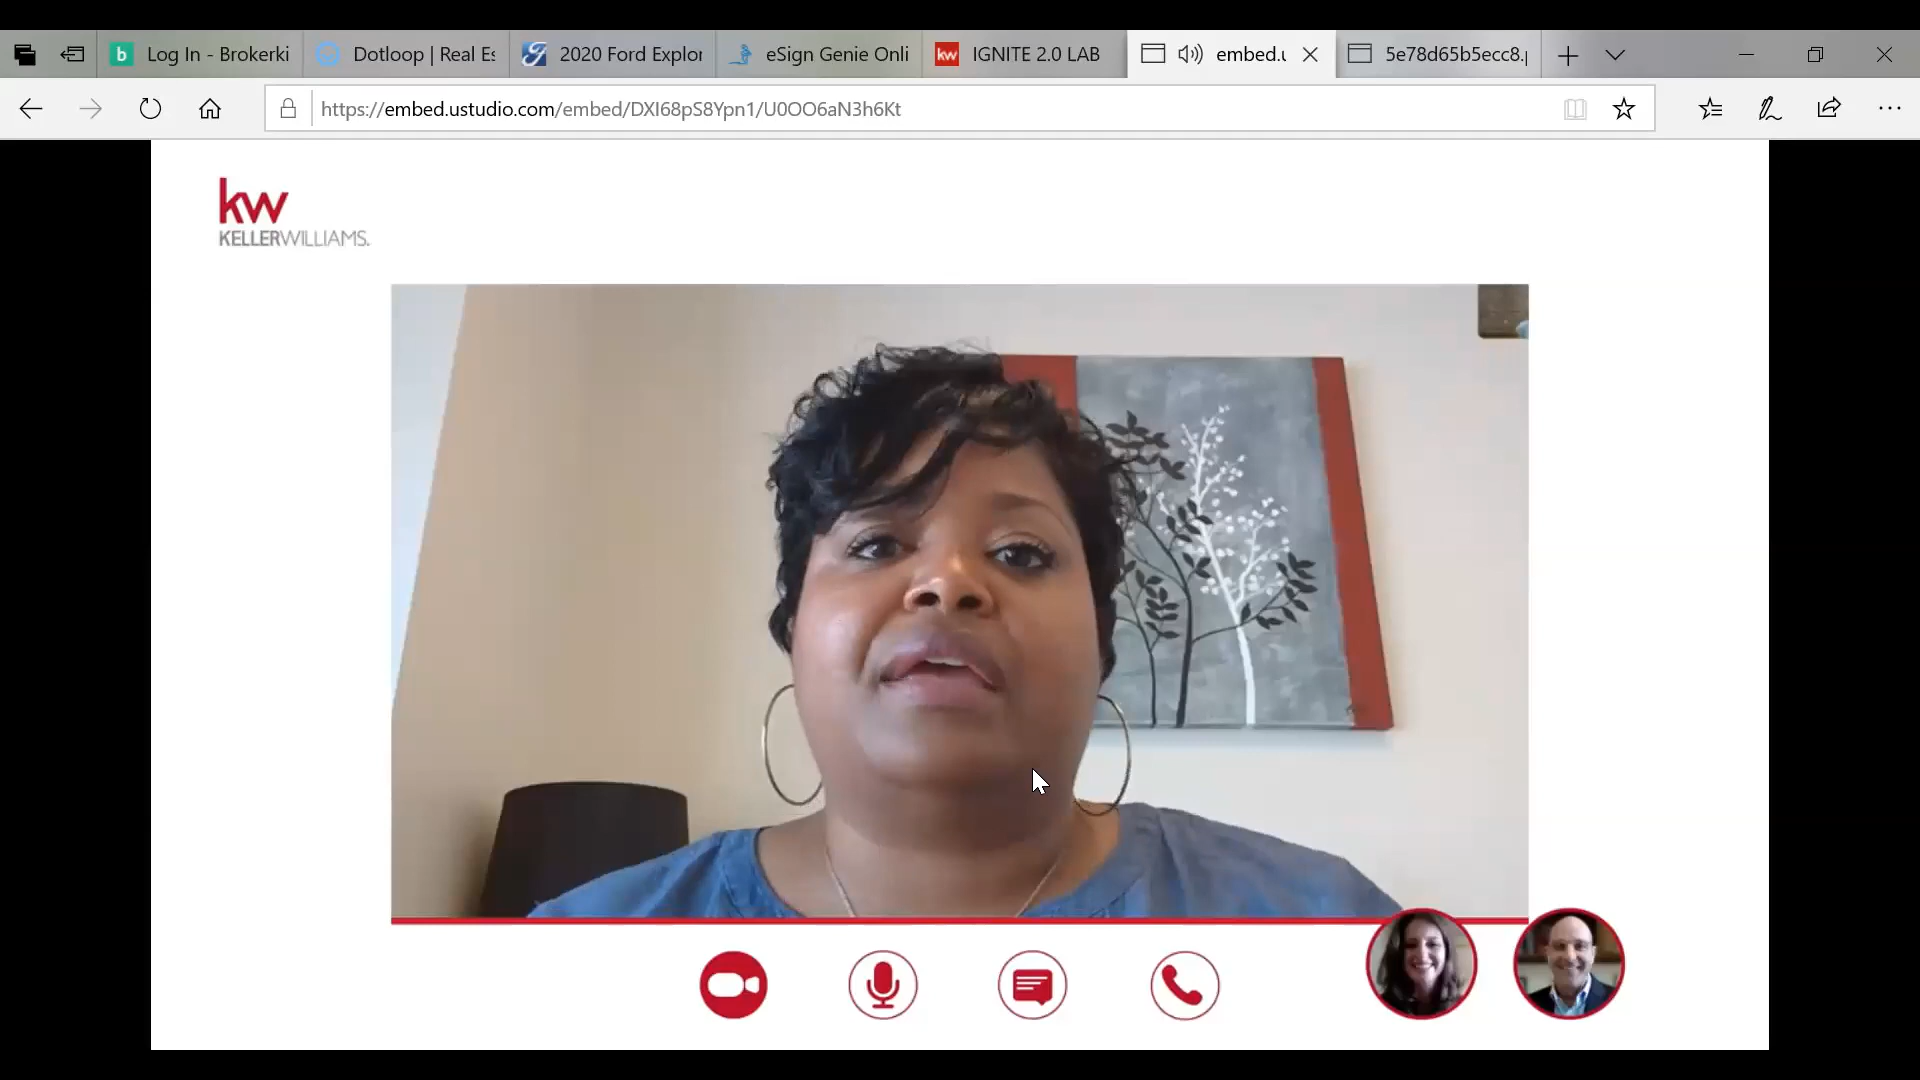 b Log In - Brokerki
Dotloop | Real Es
2020 Ford Explor
eSign Genie Onli
kw IGNITE 2.0 LAB
embed.u
5e78d65b5ecc8.p
https://embed.ustudio.com/embed/DXI68pS8Ypn1/U0OO6aN3h6Kt
kw
KELLERWILLIAMS.